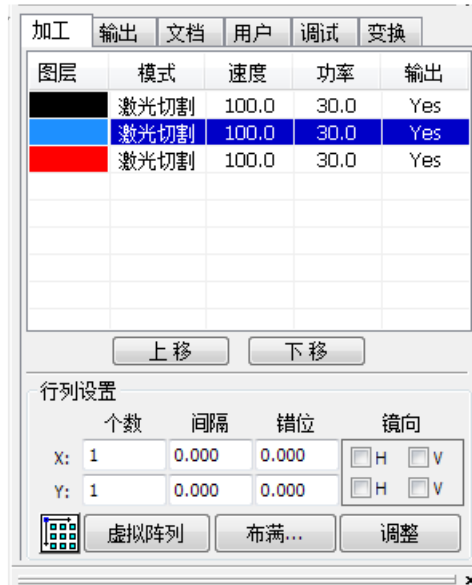 加工 输出 文档 用户 调试 变换
图层 模式 速度 功率 输出
激光切割 100.0 30.0 Yes
激光切割 100.0 30.0 Yes
激光切割 100.0 30.0 Yes
上移 下移
行列设置
个数 间隔 错位 镜向
X: 1 0.000 0.000 H V
Y: 1 0.000 0.000 H V
虚拟阵列 布满... 调整